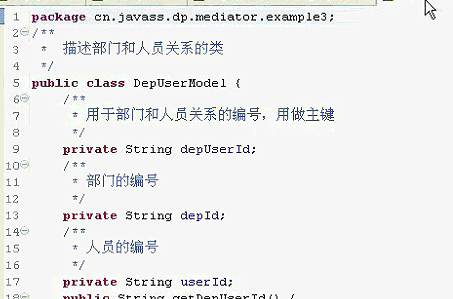 1 package cn.javass.dp.mediator.example3;
2 /**
3  * 描述部门和人员关系的类
4  */
5 public class DepUserModel {
6     /**
7      * 用于部门和人员关系的编号，用做主键
8      */
9     private String depUserId;
10     /**
11      * 部门的编号
12      */
13     private String depId;
14     /**
15      * 人员的编号
16      */
17     private String userId;
18     public String getDepUserId() {